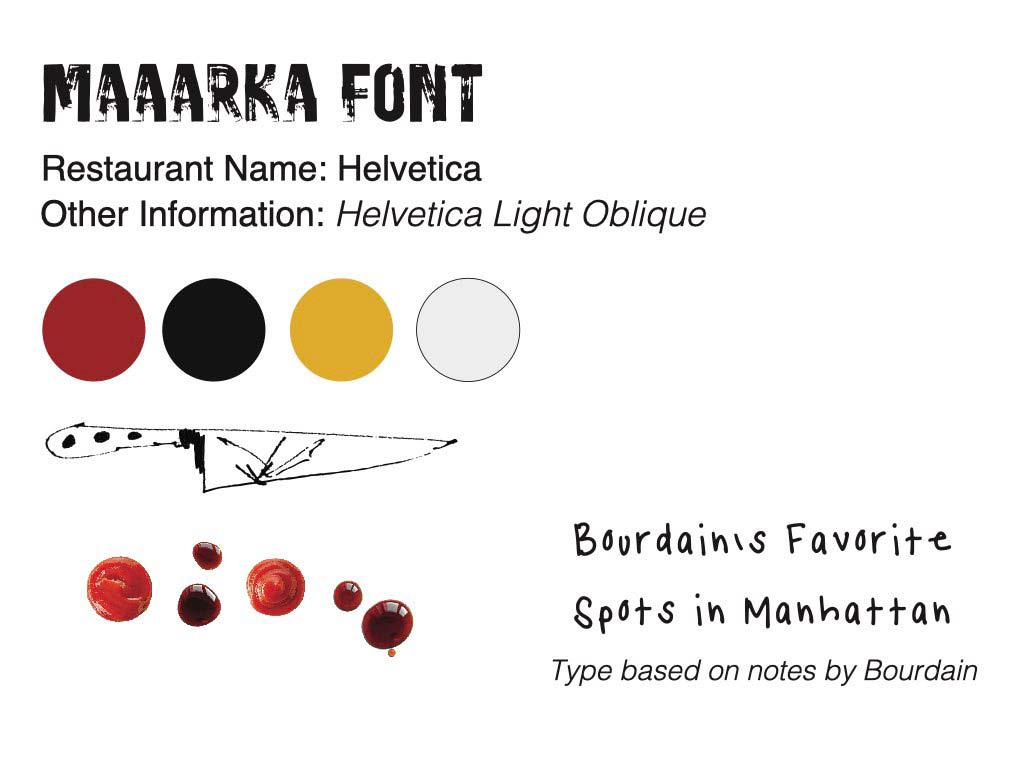 MAAARKA FONT
Restaurant Name: Helvetica
Other Information: Helvetica Light Oblique
Bourdain's Favorite
Spots in Manhattan
Type based on notes by Bourdain